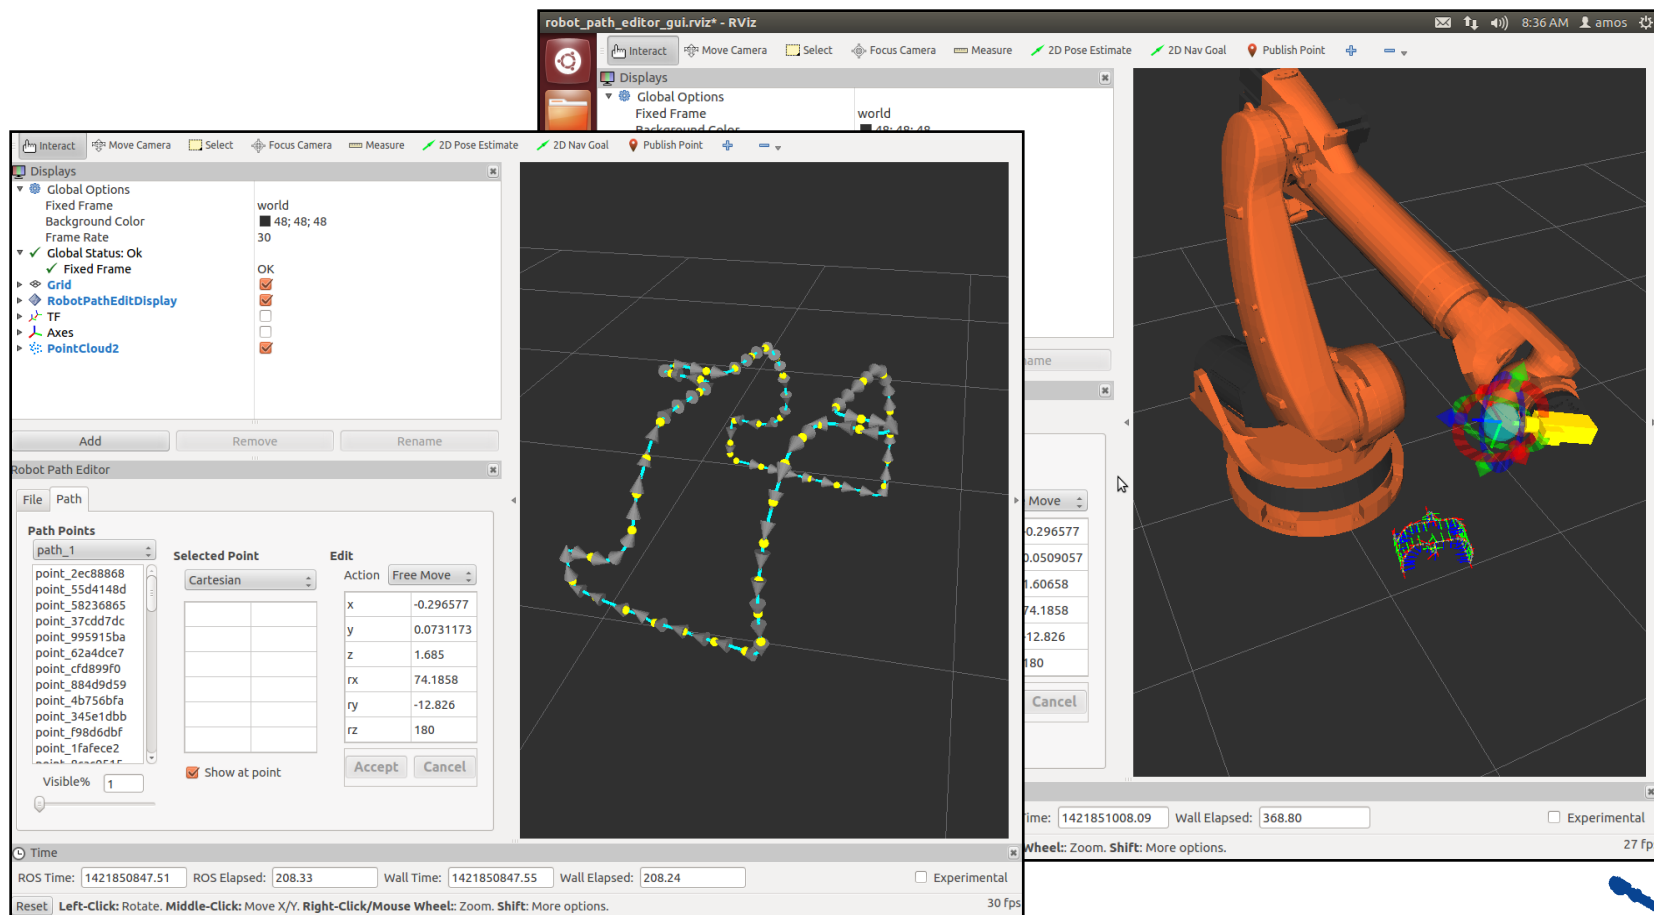 robot_path_editor_gui.rviz* - RViz
8:36 AM amos
Interact Move Camera Select Focus Camera Measure 2D Pose Estimate 2D Nav Goal Publish Point
Displays
Global Options
Fixed Frame world
Background Color 48; 48; 48
ame
Move
0.296577
0.0509057
1.60658
74.1858
12.826
180
Cancel
ime: 1421851008.09 Wall Elapsed: 368.80 Experimental
Wheel:: Zoom. Shift: More options. 27 fp
Interact Move Camera Select Focus Camera Measure 2D Pose Estimate 2D Nav Goal Publish Point
Displays
Global Options
Fixed Frame world
Background Color 48; 48; 48
Frame Rate 30
Global Status: Ok
Fixed Frame OK
Grid
RobotPathEditDisplay
TF
Axes
PointCloud2
Add Remove Rename
Robot Path Editor
File Path
Path Points
path_1
point_2ec88868
point_55d4148d
point_58236865
point_37cdd7dc
point_995915ba
point_62a4dce7
point_cfd899f0
point_884d9d59
point_4b756bfa
point_345e1dbb
point_f98d6dbf
point_1fafece2
Visible% 1
Selected Point
Cartesian
Show at point
Edit
Action Free Move
x -0.296577
y 0.0731173
z 1.685
rx 74.1858
ry -12.826
rz 180
Accept Cancel
Time
ROS Time: 1421850847.51 ROS Elapsed: 208.33 Wall Time: 1421850847.55 Wall Elapsed: 208.24 Experimental
Reset Left-Click: Rotate. Middle-Click: Move X/Y. Right-Click/Mouse Wheel:: Zoom. Shift: More options. 30 fps